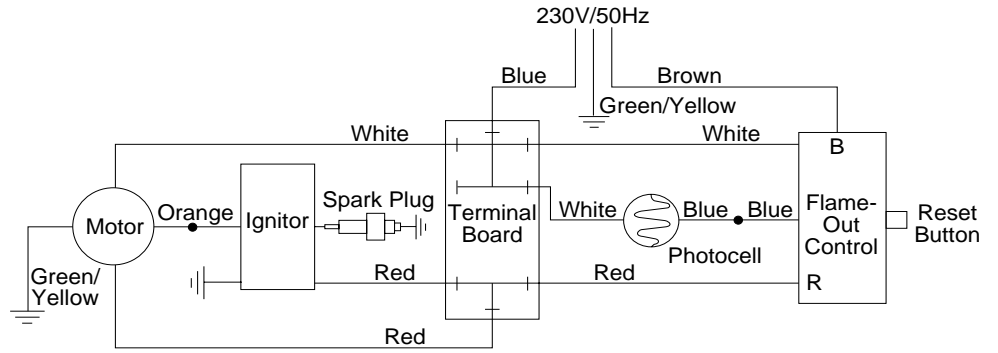 230V/50Hz
Blue
Brown
Green/Yellow
White
White
B
Motor
Orange
Ignitor
Spark Plug
Terminal
Board
White
Blue
Blue
Photocell
Flame-
Out
Control
Reset
Button
Green/
Yellow
Red
Red
R
Red